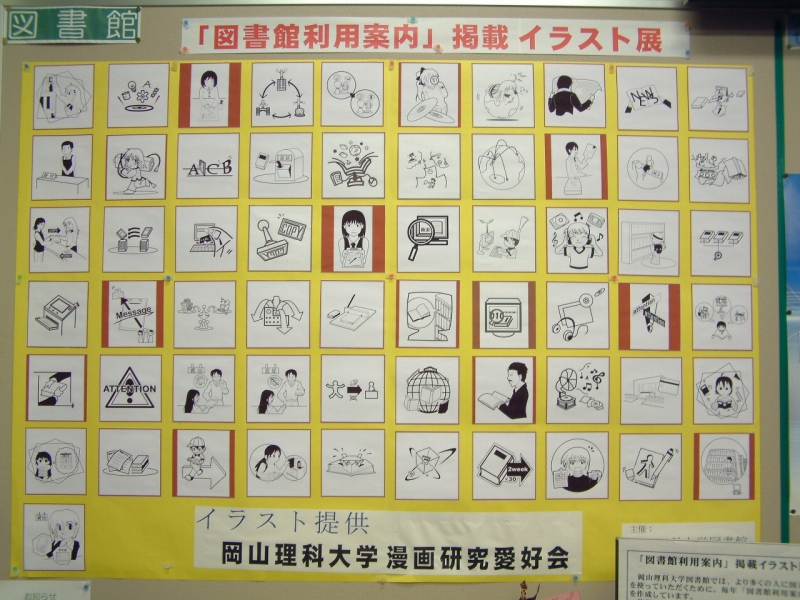 図書館
「図書館利用案内」掲載 イラスト展
NEWS
A C B
COPY
検索
Message
ATTENTION
2week
×30
イラスト提供
岡山理科大学 漫画研究愛好会
主催：
「図書館利用案内」掲載イラスト
岡山理科大学図書館では、より多くの人に
を使っていただくために、毎年「図書館利用案
を作成しています。
お知らせ